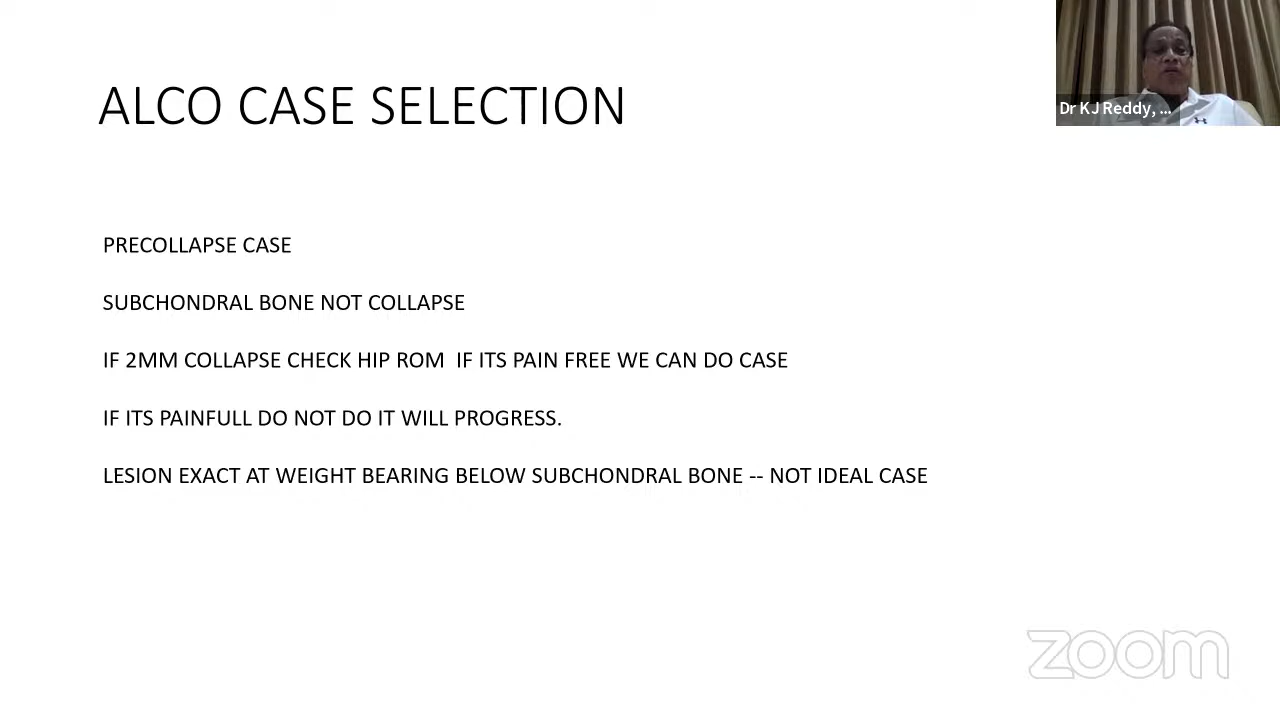 ALCO CASE SELECTION
Dr K J Reddy, ...
PRECOLLAPSE CASE
SUBCHONDRAL BONE NOT COLLAPSE
IF 2MM COLLAPSE CHECK HIP ROM  IF ITS PAIN FREE WE CAN DO CASE
IF ITS PAINFULL DO NOT DO IT WILL PROGRESS.
LESION EXACT AT WEIGHT BEARING BELOW SUBCHONDRAL BONE -- NOT IDEAL CASE
zoom